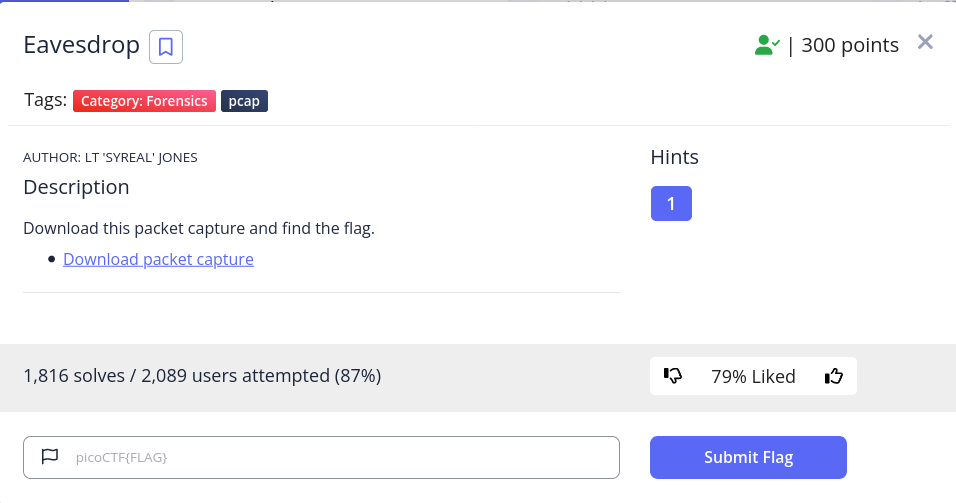 Eavesdrop
| 300 points
Tags: Category: Forensics pcap
AUTHOR: LT 'SYREAL' JONES
Description
Download this packet capture and find the flag.
• Download packet capture
Hints
1
1,816 solves / 2,089 users attempted (87%)
79% Liked
picoCTF{FLAG}
Submit Flag